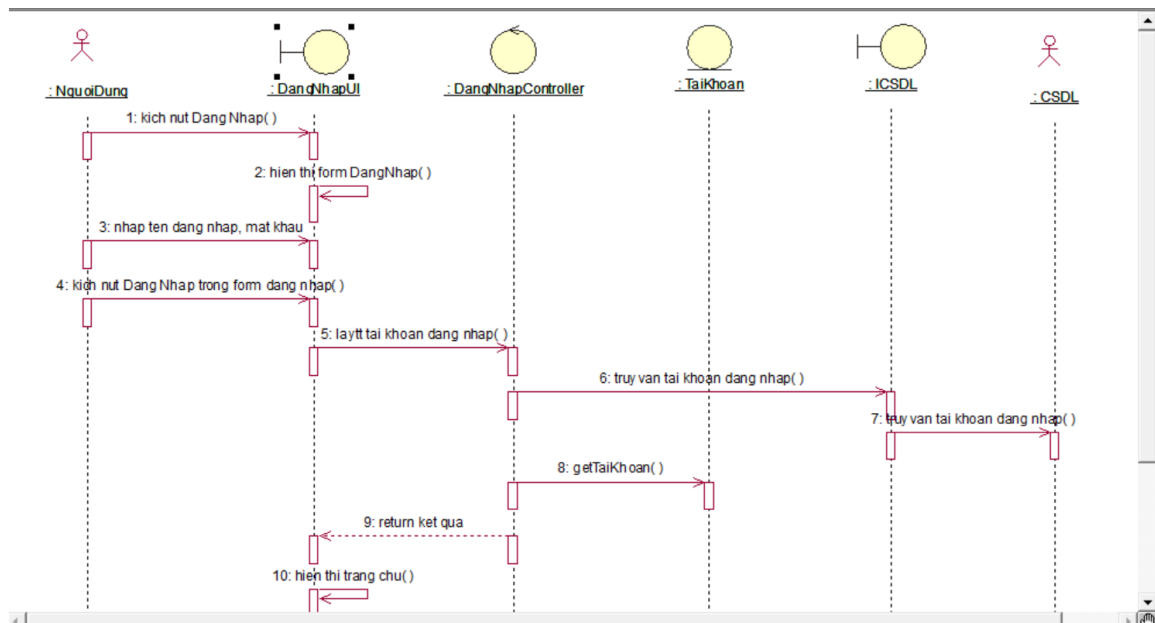 : NguoiDung
: DangNhapUI
: DangNhapController
: TaiKhoan
: ICSDL
: CSDL
1: kich nut Dang Nhap( )
2: hien thi form DangNhap( )
3: nhap ten dang nhap, mat khau
4: kich nut Dang Nhap trong form dang nhap( )
5: laytt tai khoan dang nhap( )
6: truy van tai khoan dang nhap( )
7: truy van tai khoan dang nhap( )
8: getTaiKhoan( )
9: return ket qua
10: hien thi trang chu( )